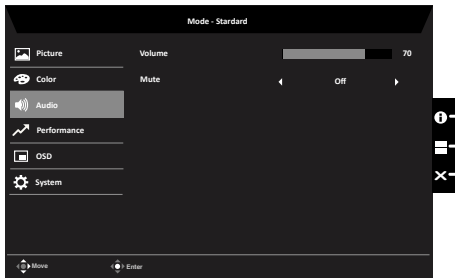 Mode - Stardard
Picture
Volume 70
Color
Mute Off
Audio
Performance
OSD
System
Move Enter